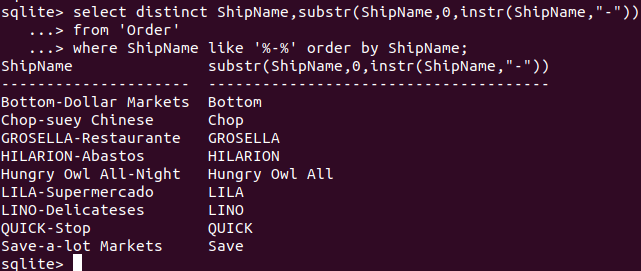 sqlite> select distinct ShipName,substr(ShipName,0,instr(ShipName,"-"))
...> from 'Order'
...> where ShipName like '%-%' order by ShipName;
ShipName substr(ShipName,0,instr(ShipName,"-"))
--------------------- --------------------------------------
Bottom-Dollar Markets Bottom
Chop-suey Chinese Chop
GROSELLA-Restaurante GROSELLA
HILARION-Abastos HILARION
Hungry Owl All-Night Hungry Owl All
LILA-Supermercado LILA
LINO-Delicateses LINO
QUICK-Stop QUICK
Save-a-lot Markets Save
sqlite>